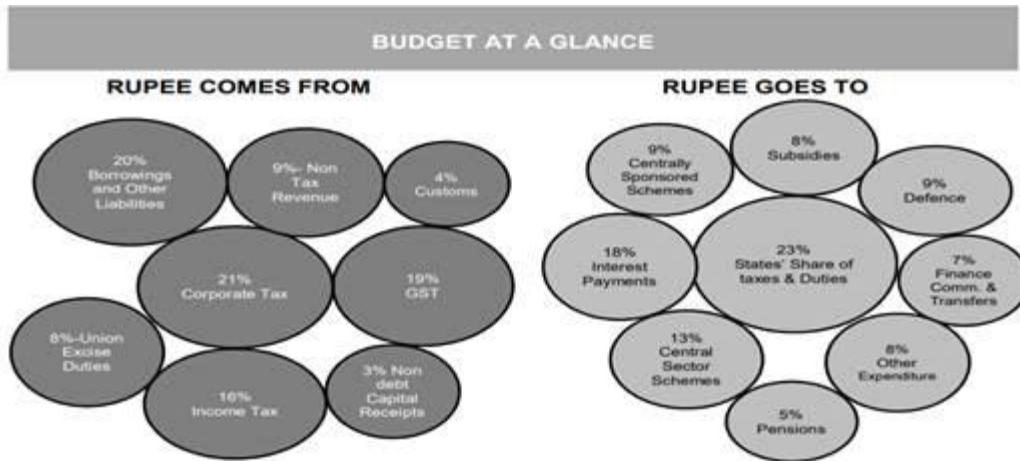 BUDGET AT A GLANCE
RUPEE COMES FROM
20%
Borrowings and Other
Liabilities
9%- Non
Tax
Revenue
4%
Customs
21%
Corporate Tax
19%
GST
8%-Union
Excise
Duties
16%
Income Tax
3% Non
debt
Capital
Receipts
RUPEE GOES TO
9%
Centrally
Sponsored
Schemes
8%
Subsidies
9%
Defence
18%
Interest
Payments
23%
States' Share of
taxes & Duties
7%
Finance
Comm. &
Transfers
13%
Central
Sector
Schemes
8%
Other
Expenditure
5%
Pensions